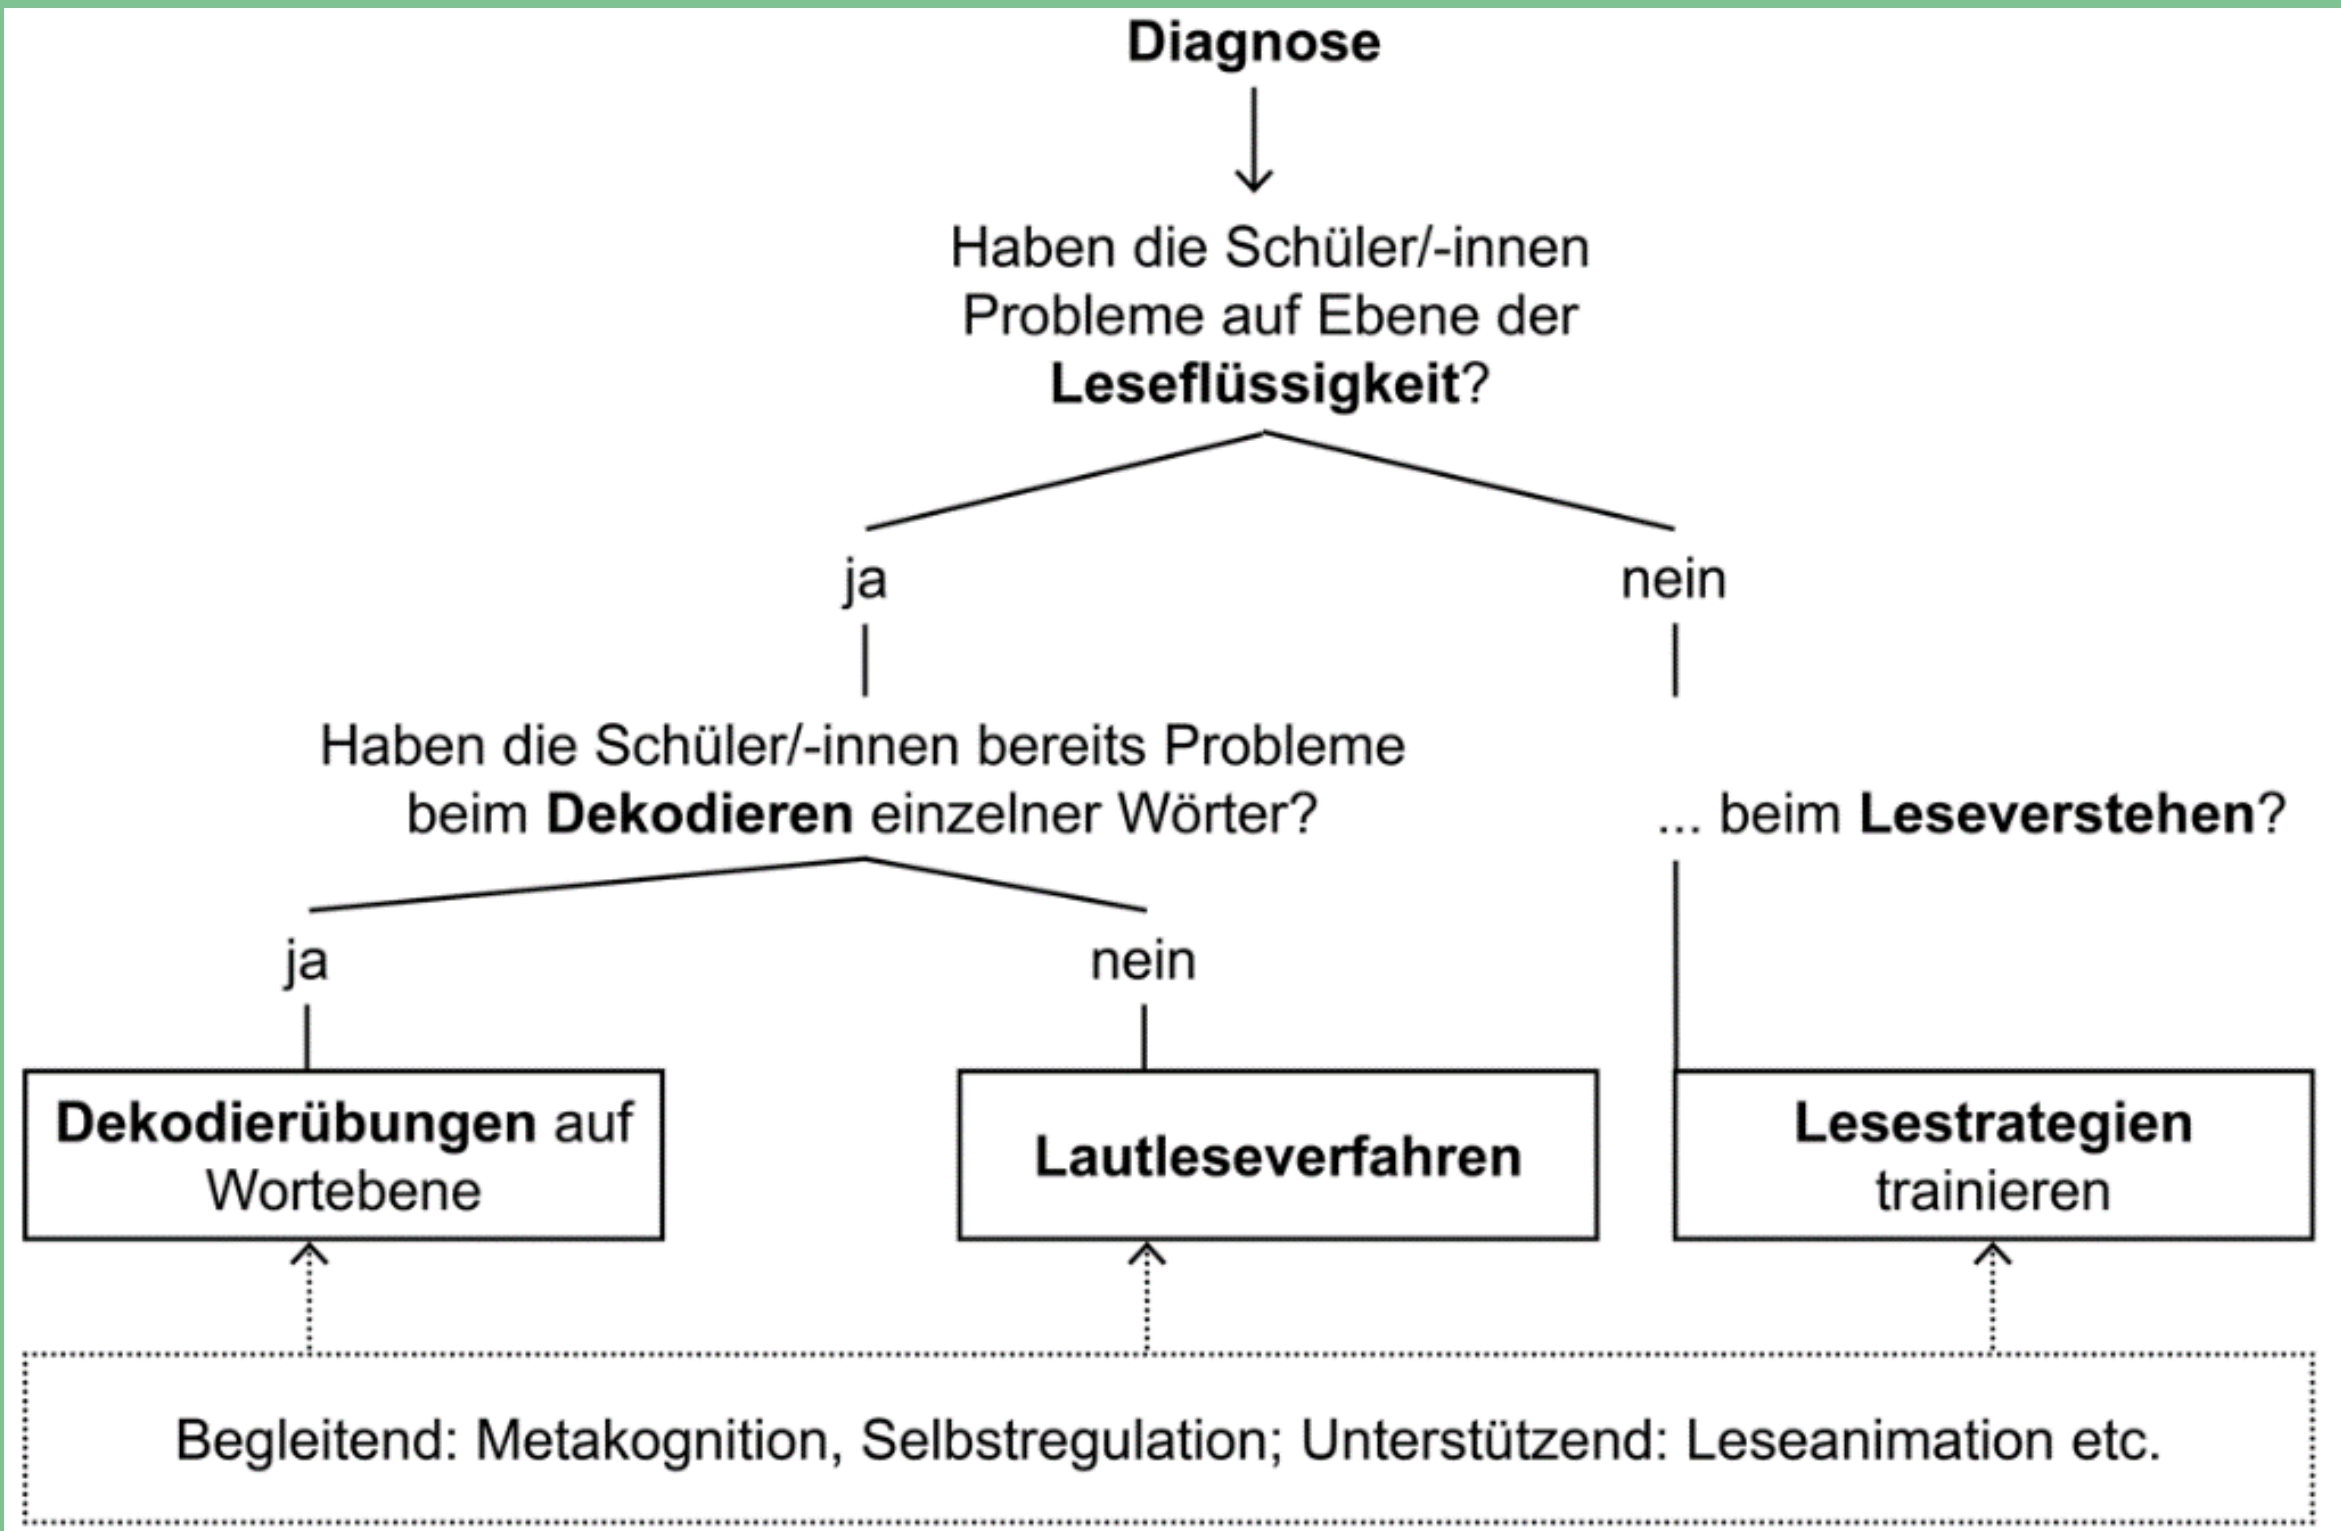 Diagnose
Haben die Schüler/-innen
Probleme auf Ebene der
Leseflüssigkeit?
ja
nein
Haben die Schüler/-innen bereits Probleme
beim Dekodieren einzelner Wörter?
... beim Leseverstehen?
ja
nein
Dekodierübungen auf
Wortebene
Lautleseverfahren
Lesestrategien
trainieren
Begleitend: Metakognition, Selbstregulation; Unterstützend: Leseanimation etc.